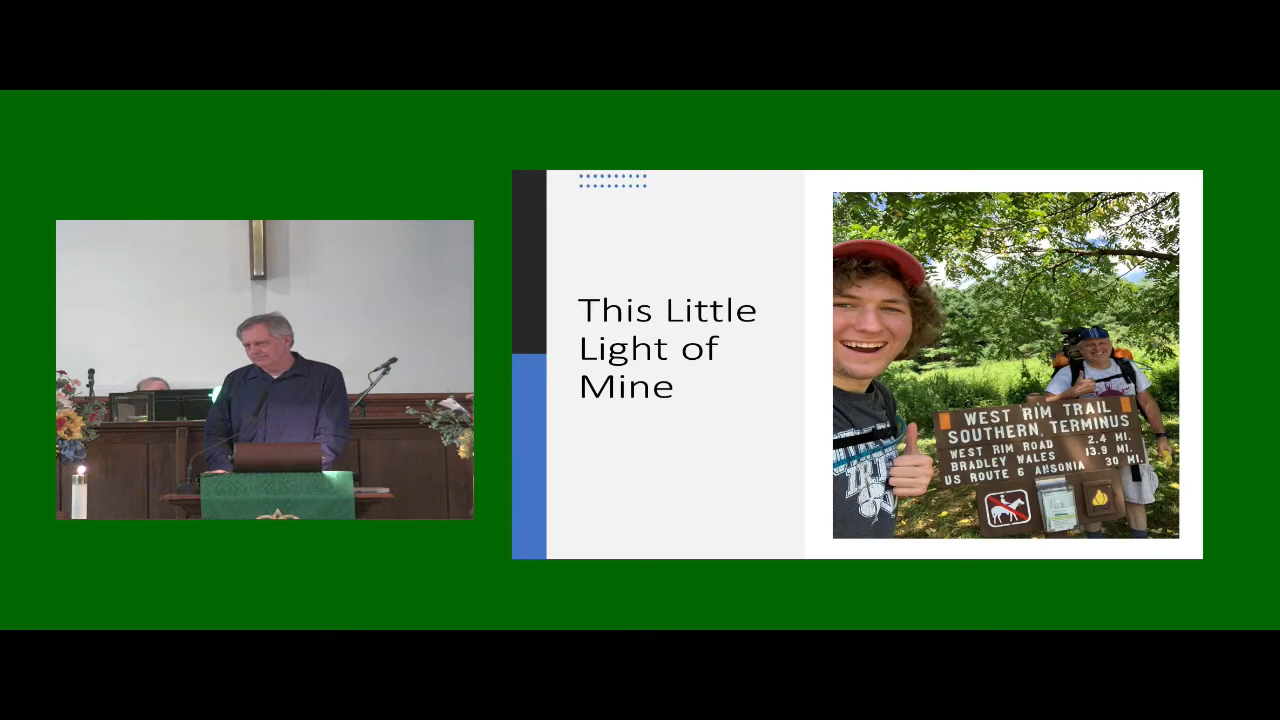 This Little
Light of
Mine
WEST RIM TRAIL
SOUTHERN TERMINUS
WEST RIM ROAD 2.4 MI.
BRADLEY WALES 13.9 MI.
US ROUTE 6 ANSONIA 30 MI.